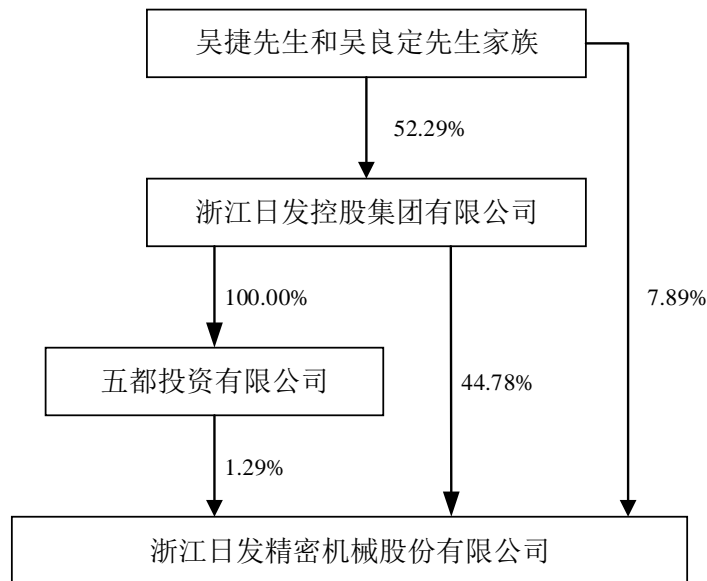 吴捷先生和吴良定先生家族
52.29%
浙江日发控股集团有限公司
100.00%
7.89%
五都投资有限公司
44.78%
1.29%
浙江日发精密机械股份有限公司